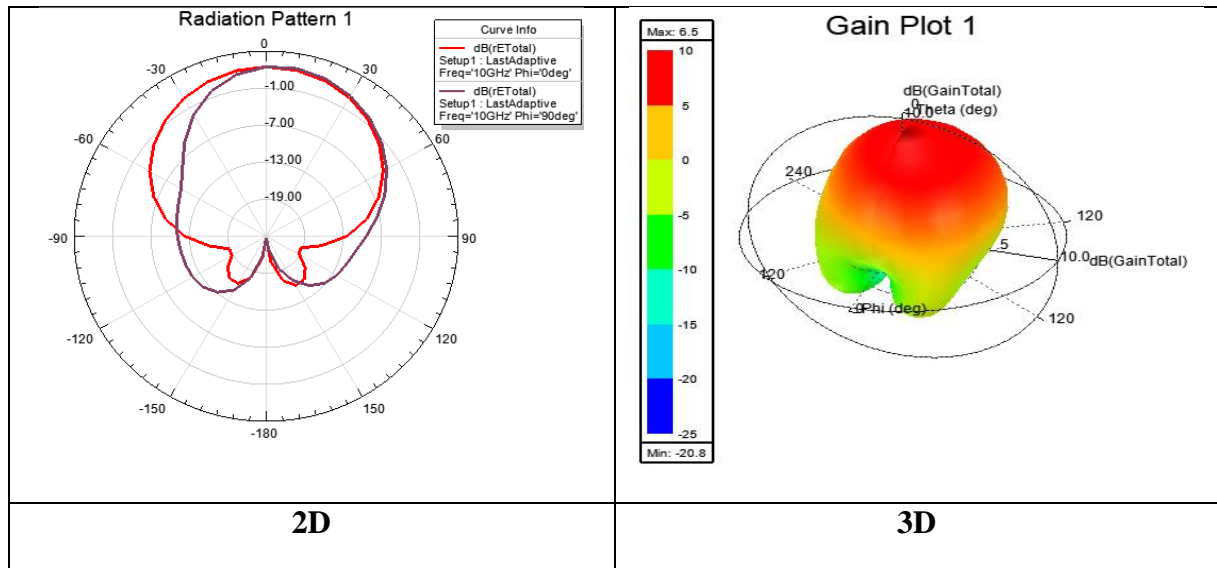 Radiation Pattern 1
Curve Info
dB(rETotal)
Setup1 : LastAdaptive
Freq='10GHz' Phi='0deg'
dB(rETotal)
Setup1 : LastAdaptive
Freq='10GHz' Phi='90deg'
0
-30
30
-1.00
-60
-7.00
60
-13.00
-19.00
-90
90
-120
120
-150
150
-180
Gain Plot 1
Max: 6.5
10
5
0
-5
-10
-15
-20
-25
Min: -20.8
dB(GainTotal)
0
10.0
Theta (deg)
240
120
.5
10.0
dB(GainTotal)
120
120
Phi (deg)
2D
3D